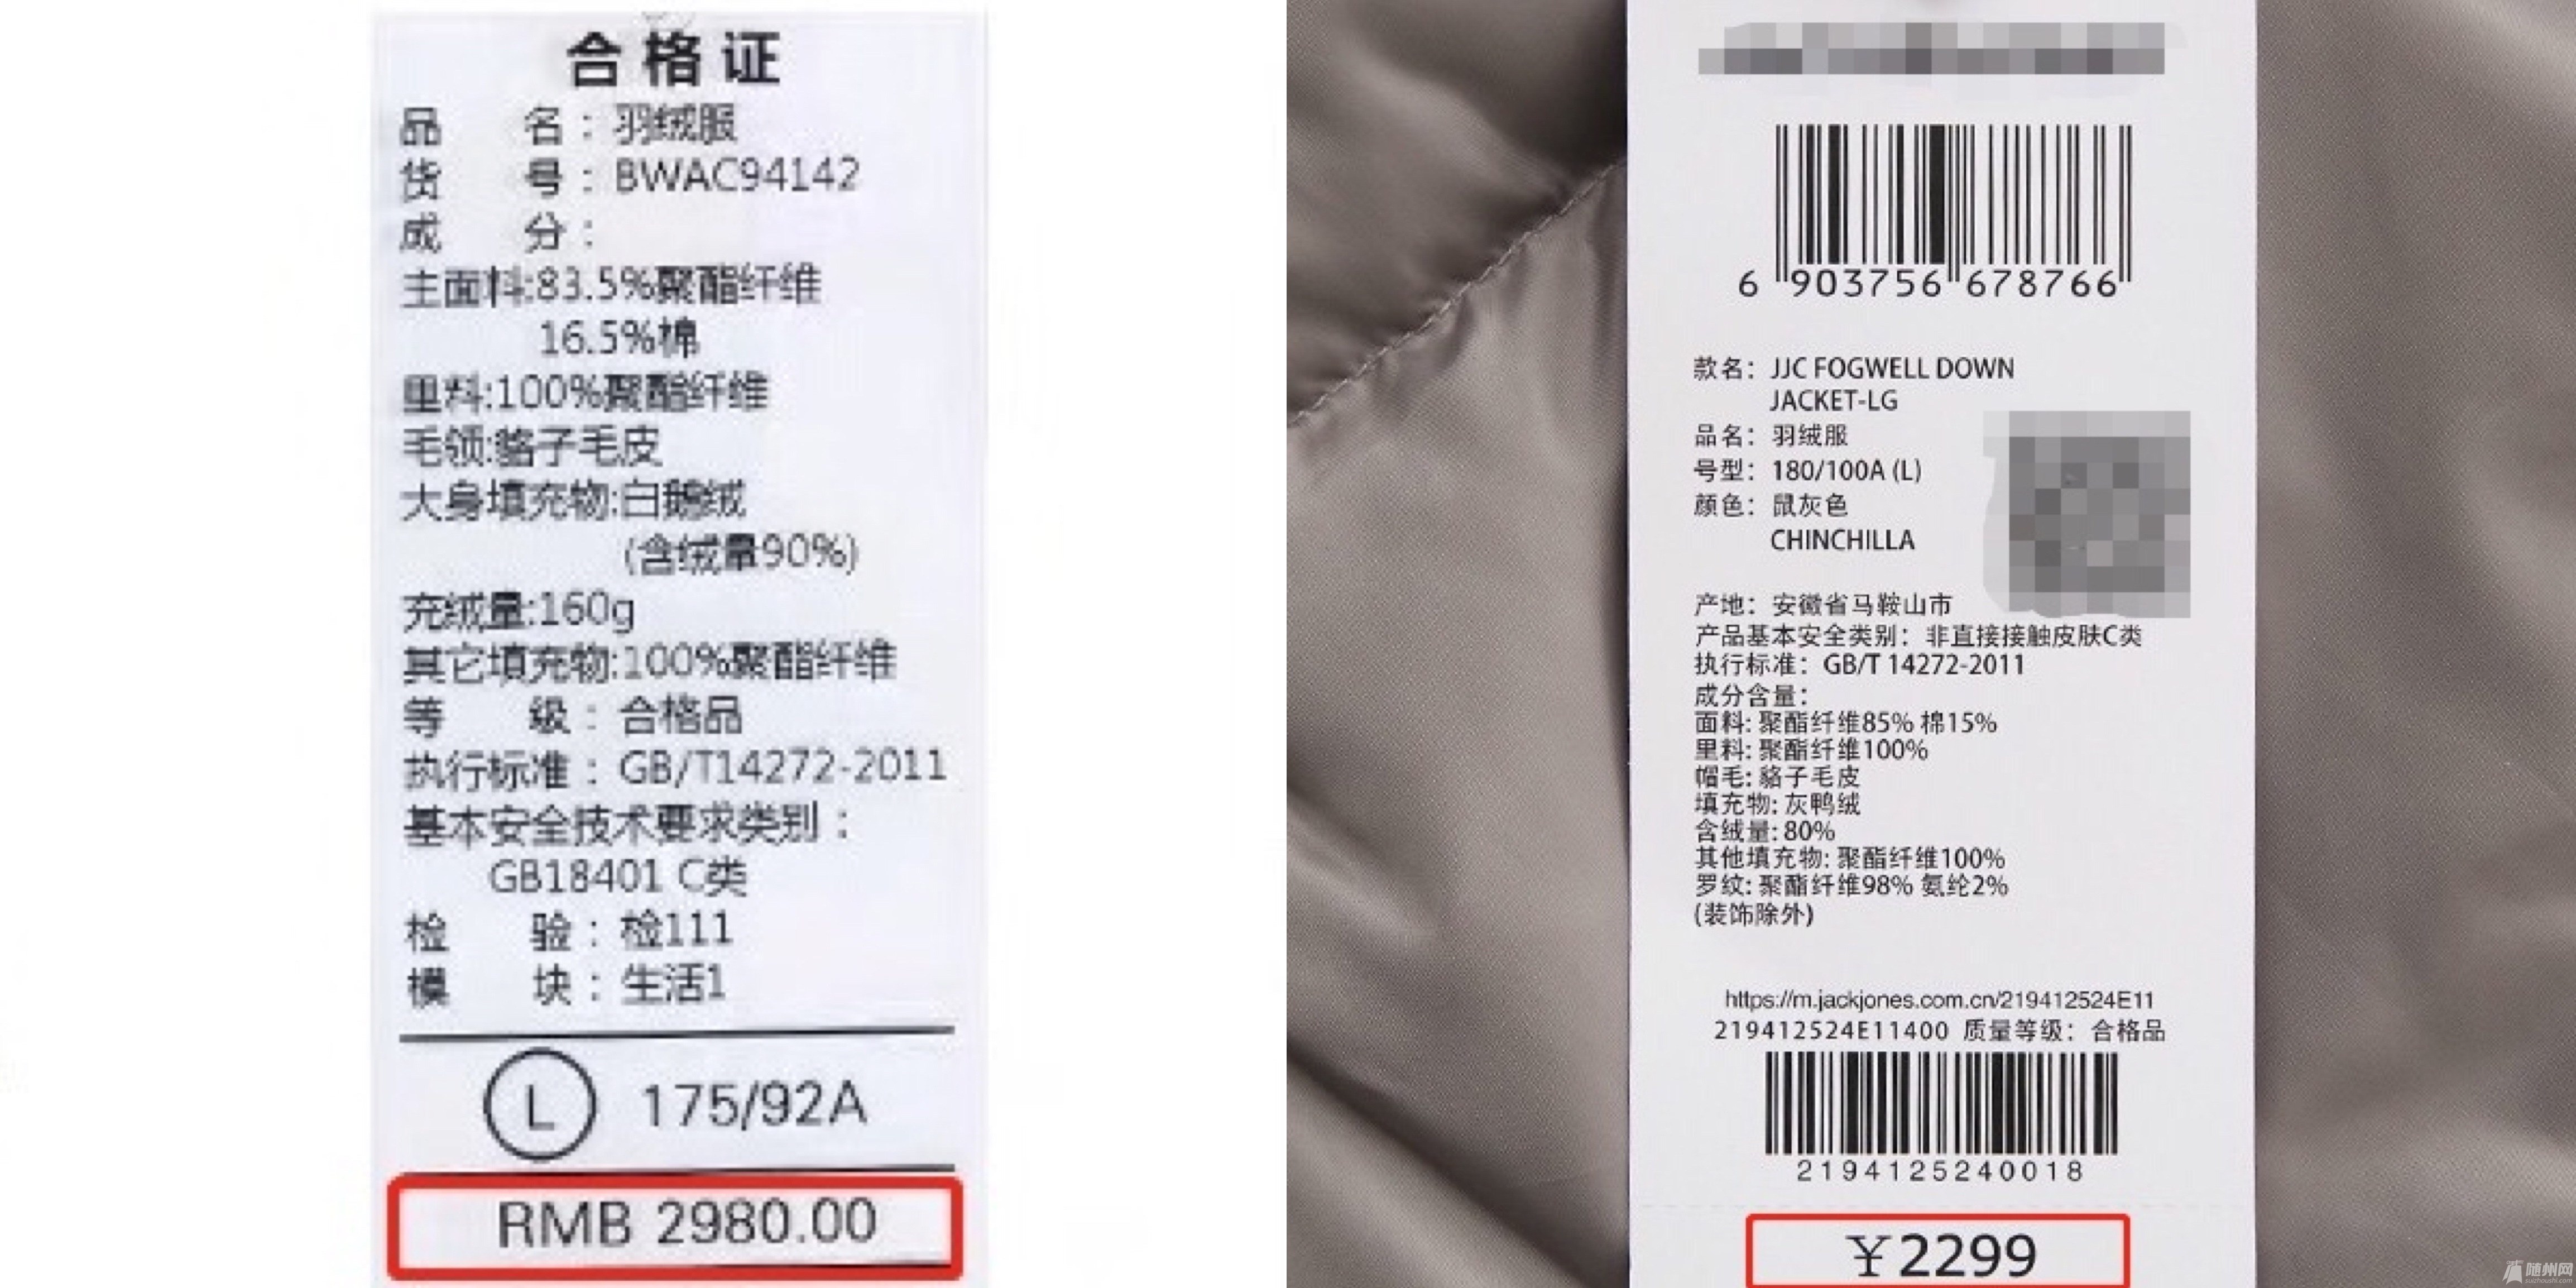 合格证
品 名：羽绒服
货 号：BWAC94142
成 分：
主面料:83.5%聚酯纤维
16.5%棉
里料:100%聚酯纤维
毛领:貉子毛皮
大身填充物:白鹅绒
(含绒量90%)
充绒量:160g
其它填充物:100%聚酯纤维
等 级：合格品
执行标准：GB/T14272-2011
基本安全技术要求类别：
GB18401 C类
检 验：检111
模 块：生活1
L 175/92A
RMB 2980.00
6 903756 678766
款名：JJC FOGWELL DOWN
JACKET-LG
品名：羽绒服
号型：180/100A (L)
颜色：鼠灰色
CHINCHILLA
产地：安徽省马鞍山市
产品基本安全类别：非直接接触皮肤C类
执行标准：GB/T 14272-2011
成分含量：
面料: 聚酯纤维85% 棉15%
里料: 聚酯纤维100%
帽毛: 貉子毛皮
填充物: 灰鸭绒
含绒量: 80%
其他填充物: 聚酯纤维100%
罗纹: 聚酯纤维98% 氨纶2%
(装饰除外)
https://m.jackjones.com.cn/219412524E11
219412524E11400 质量等级：合格品
2194125240018
￥2299
随州网